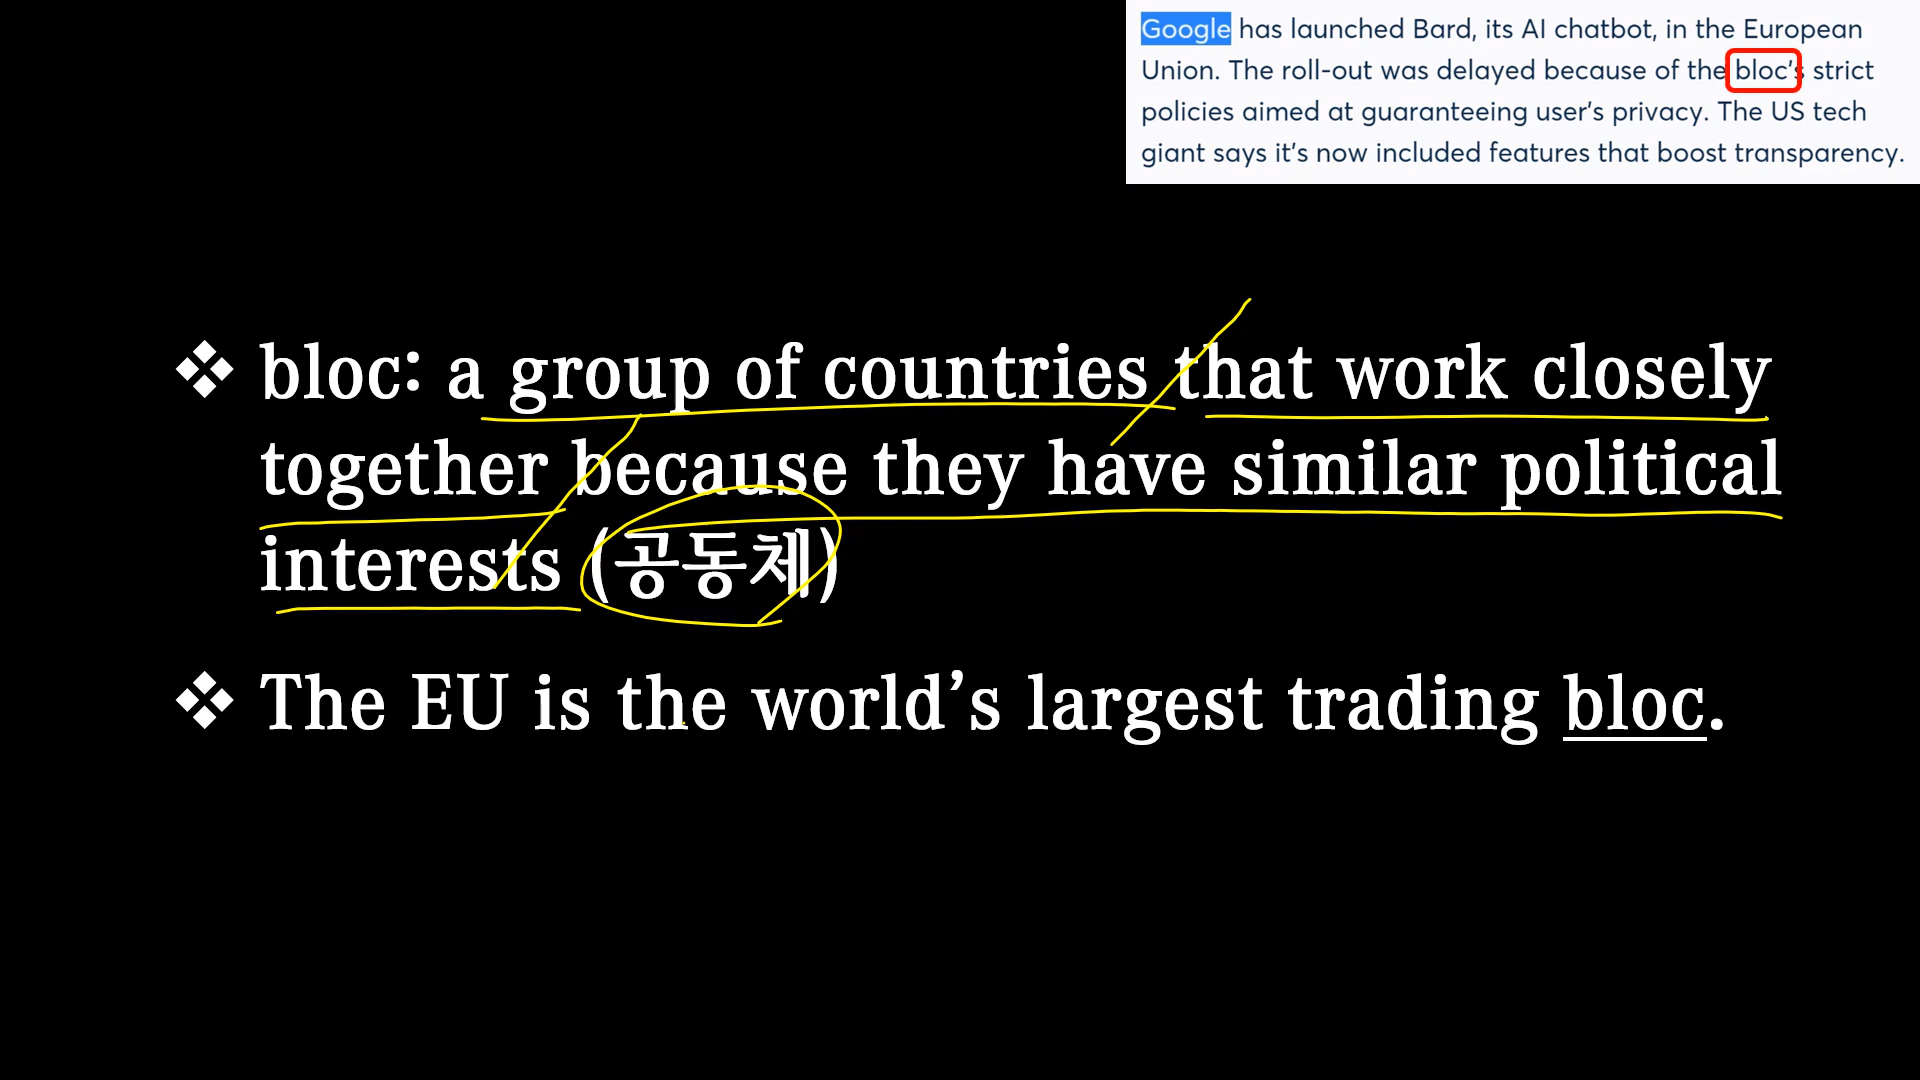 Google has launched Bard, its AI chatbot, in the European
Union. The roll-out was delayed because of the bloc's strict
policies aimed at guaranteeing user's privacy. The US tech
giant says it's now included features that boost transparency.
❖ bloc: a group of countries that work closely
together because they have similar political
interests (공동체)
❖ The EU is the world’s largest trading bloc.